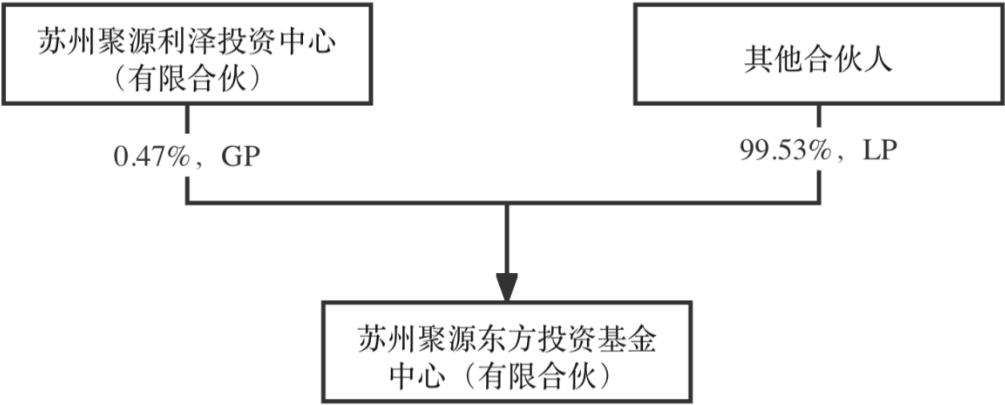 苏州聚源利泽投资中心
（有限合伙）
其他合伙人
0.47%，GP
99.53%，LP
苏州聚源东方投资基金
中心（有限合伙）